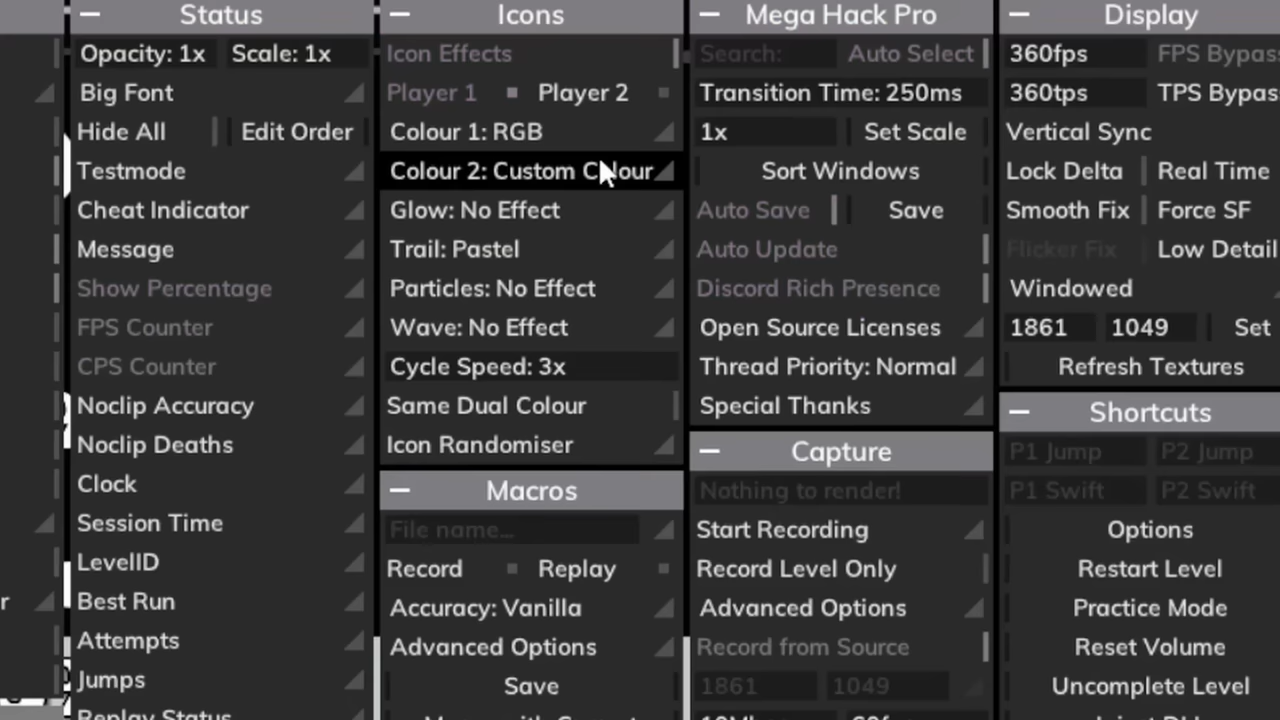 Status
Opacity: 1x Scale: 1x
Big Font
Hide All Edit Order
Testmode
Cheat Indicator
Message
Show Percentage
FPS Counter
CPS Counter
Noclip Accuracy
Noclip Deaths
Clock
Session Time
LevelID
Best Run
Attempts
Jumps
Replay Status
Icons
Icon Effects
Player 1 Player 2
Colour 1: RGB
Colour 2: Custom Colour
Glow: No Effect
Trail: Pastel
Particles: No Effect
Wave: No Effect
Cycle Speed: 3x
Same Dual Colour
Icon Randomiser
Macros
File name...
Record Replay
Accuracy: Vanilla
Advanced Options
Save
Mega Hack Pro
Search: Auto Select
Transition Time: 250ms
1x Set Scale
Sort Windows
Auto Save Save
Auto Update
Discord Rich Presence
Open Source Licenses
Thread Priority: Normal
Special Thanks
Capture
Nothing to render!
Start Recording
Record Level Only
Advanced Options
Record from Source
1861 1049
Display
360fps FPS Bypass
360tps TPS Bypass
Vertical Sync
Lock Delta Real Time
Smooth Fix Force SF
Flicker Fix Low Detail
Windowed
1861 1049 Set
Refresh Textures
Shortcuts
P1 Jump P2 Jump
P1 Swift P2 Swift
Options
Restart Level
Practice Mode
Reset Volume
Uncomplete Level